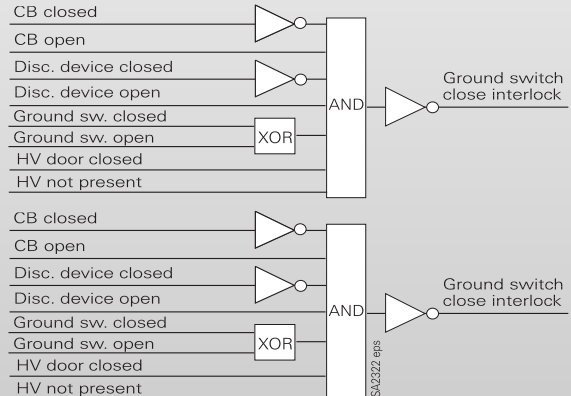 CB closed
CB open
Disc. device closed
Disc. device open
Ground sw. closed
Ground sw. open
HV door closed
HV not present
XOR
AND
Ground switch
close interlock
CB closed
CB open
Disc. device closed
Disc. device open
Ground sw. closed
Ground sw. open
HV door closed
HV not present
XOR
AND
Ground switch
close interlock
SA2322 eps